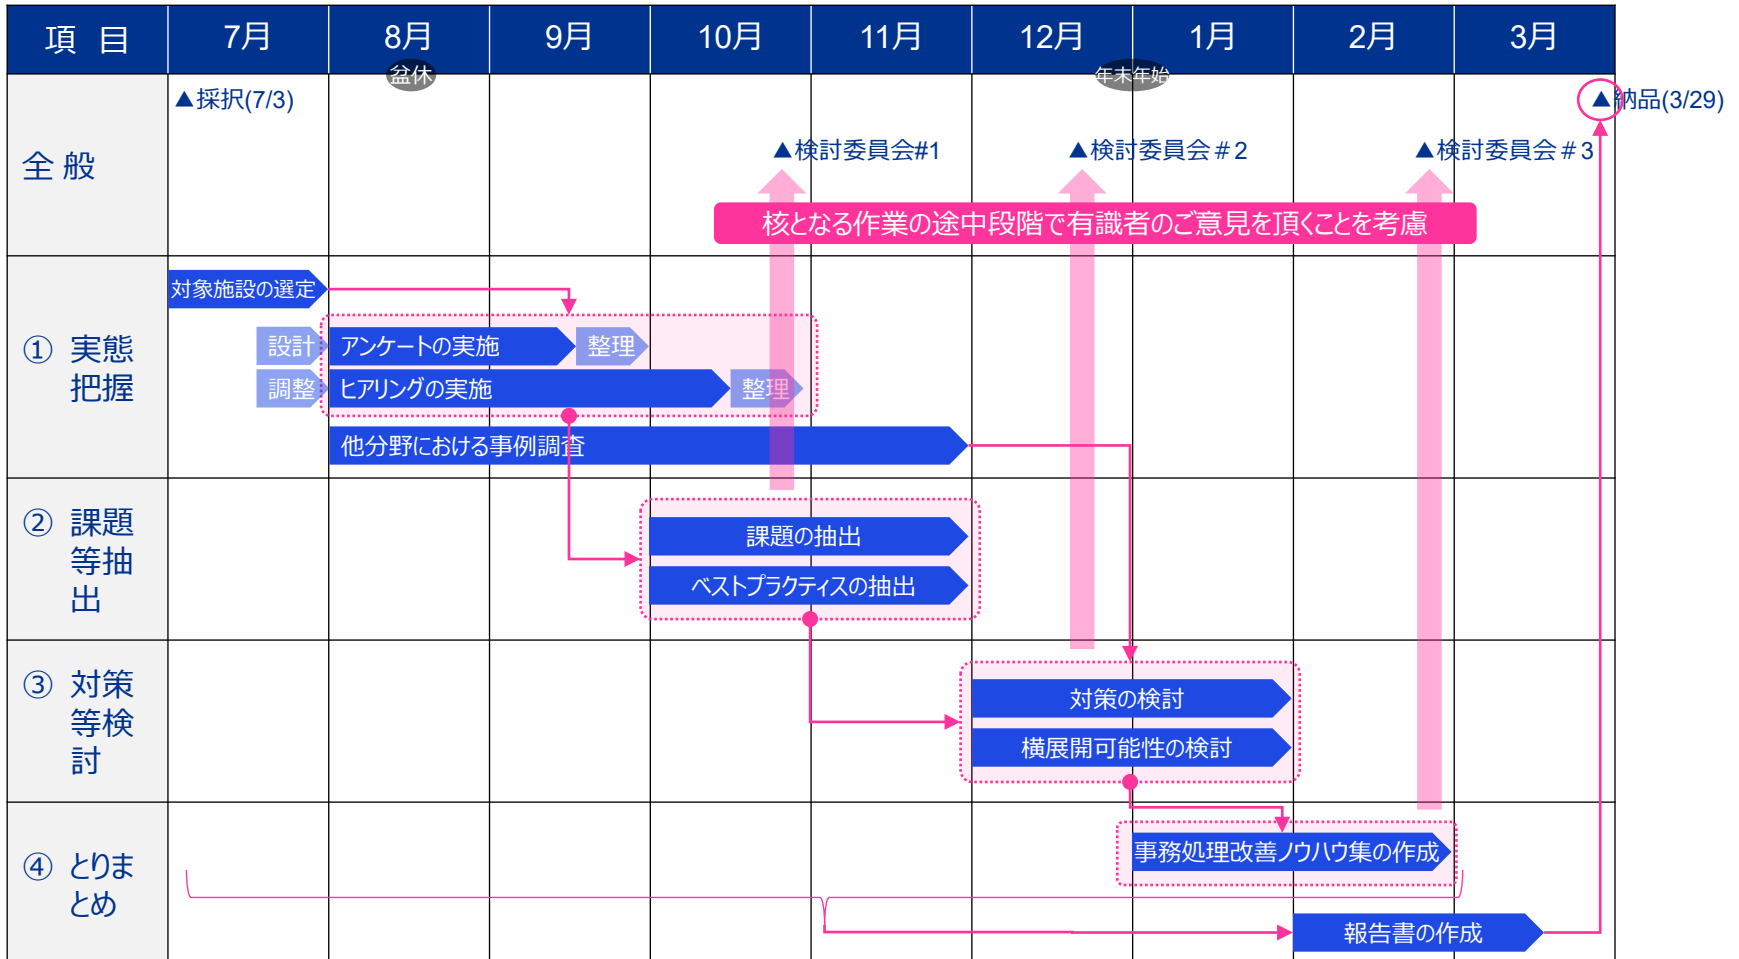 項 目
7月
8月
9月
10月
11月
12月
1月
2月
3月
盆休
年末年始
全 般
▲採択(7/3)
▲納品(3/29)
▲検討委員会#1
▲検討委員会＃2
▲検討委員会＃3
核となる作業の途中段階で有識者のご意見を頂くことを考慮
① 実態
把握
対象施設の選定
設計
アンケートの実施
整理
調整
ヒアリングの実施
整理
他分野における事例調査
② 課題
等抽
出
課題の抽出
ベストプラクティスの抽出
③ 対策
等検
討
対策の検討
横展開可能性の検討
④ とりま
とめ
事務処理改善ノウハウ集の作成
報告書の作成